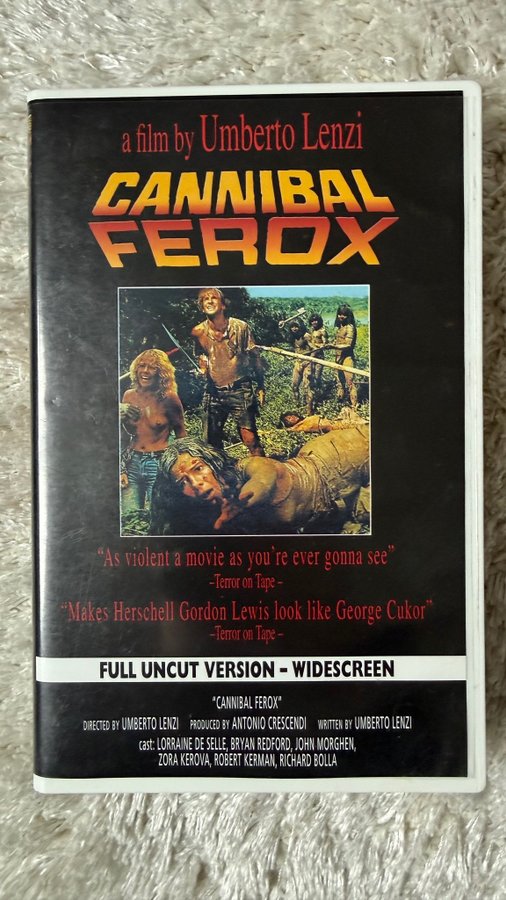 a film by Umberto Lenzi
CANNIBAL
FEROX
"As violent a movie as you're ever gonna see"
-Terror on Tape-
"Makes Herschell Gordon Lewis look like George Cukor"
-Terror on Tape-
FULL UNCUT VERSION - WIDESCREEN
"CANNIBAL FEROX"
DIRECTED BY UMBERTO LENZI PRODUCED BY ANTONIO CRESCENDI WRITTEN BY UMBERTO LENZI
cast: LORRAINE DE SELLE, BRYAN REDFORD, JOHN MORGHEN,
ZORA KEROVA, ROBERT KERMAN, RICHARD BOLLA